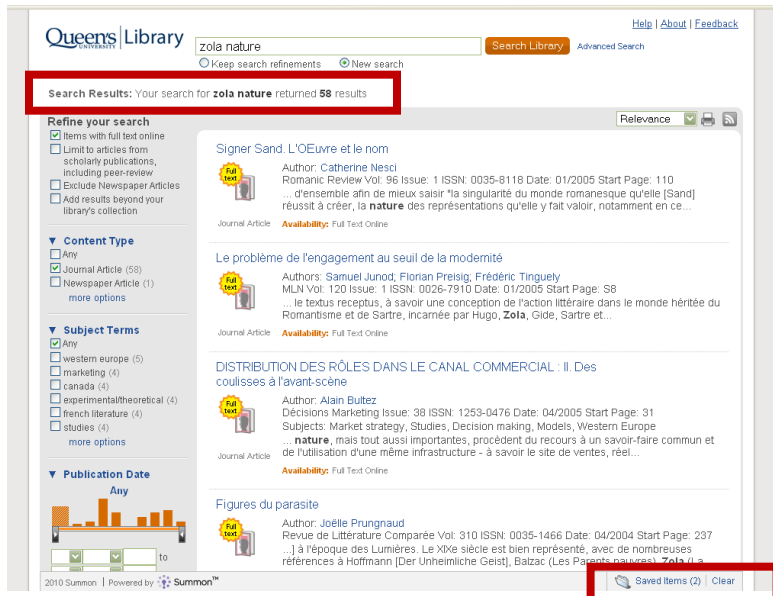 Help | About | Feedback
Queen's UNIVERSITY Library
zola nature
Search Library
Advanced Search
Keep search refinements
New search
Search Results: Your search for zola nature returned 58 results
Refine your search
Items with full text online
Limit to articles from
scholarly publications,
including peer-review
Exclude Newspaper Articles
Add results beyond your
library's collection
▼ Content Type
Any
Journal Article (58)
Newspaper Article (1)
more options
▼ Subject Terms
Any
western europe (5)
marketing (4)
canada (4)
experimental/theoretical (4)
french literature (4)
studies (4)
more options
▼ Publication Date
Any
to
Relevance
Signer Sand. L'OEuvre et le nom
Full text
Author: Catherine Nesci
Romanic Review Vol: 96 Issue: 1 ISSN: 0035-8118 Date: 01/2005 Start Page: 110
... d'ensemble afin de mieux saisir "la singularité du monde romanesque qu'elle [Sand]
réussit à créer, la nature des représentations qu'elle y fait valoir, notamment en ce...
Journal Article
Availability: Full Text Online
Le problème de l'engagement au seuil de la modernité
Full text
Authors: Samuel Junod; Florian Preisig; Frédéric Tinguely
MLN Vol: 120 Issue: 1 ISSN: 0026-7910 Date: 01/2005 Start Page: S8
... le textus receptus, à savoir une conception de l'action littéraire dans le monde héritée du
Romantisme et de Sartre, incarnée par Hugo, Zola, Gide, Sartre et...
Journal Article
Availability: Full Text Online
DISTRIBUTION DES RÔLES DANS LE CANAL COMMERCIAL : II. Des
coulisses à l'avant-scène
Full text
Author: Alain Bultez
Décisions Marketing Issue: 38 ISSN: 1253-0476 Date: 04/2005 Start Page: 31
Subjects: Market strategy, Studies, Decision making, Models, Western Europe
... nature, mais tout aussi importantes, procèdent du recours à un savoir-faire commun et
de l'utilisation d'une même infrastructure - à savoir le site de ventes, réel...
Journal Article
Availability: Full Text Online
Figures du parasite
Full text
Author: Joëlle Prungnaud
Revue de Littérature Comparée Vol: 310 ISSN: 0035-1466 Date: 04/2004 Start Page: 237
...] à l'époque des Lumières. Le XIXe siècle est bien représenté, avec de nombreuses
références à Hoffmann [Der Unheimliche Geist], Balzac (Les Parents pauvres), Zola (La
2010 Summon | Powered by Summon™
Saved Items (2) | Clear